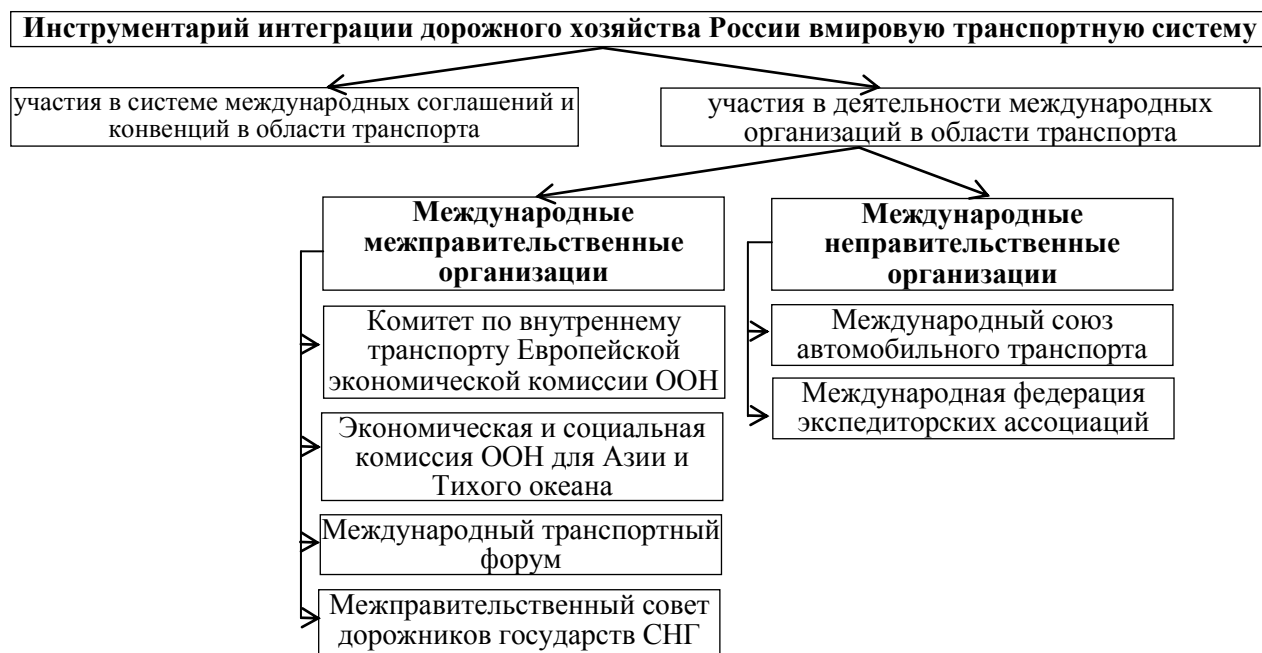 Инструментарий интеграции дорожного хозяйства России вмировую транспортную систему
участия в системе международных соглашений и
конвенций в области транспорта
участия в деятельности международных
организаций в области транспорта
Международные
межправительственные
организации
Международные
неправительственные
организации
Комитет по внутреннему
транспорту Европейской
экономической комиссии ООН
Экономическая и социальная
комиссия ООН для Азии и
Тихого океана
Международный транспортный
форум
Межправительственный совет
дорожников государств СНГ
Международный союз
автомобильного транспорта
Международная федерация
экспедиторских ассоциаций